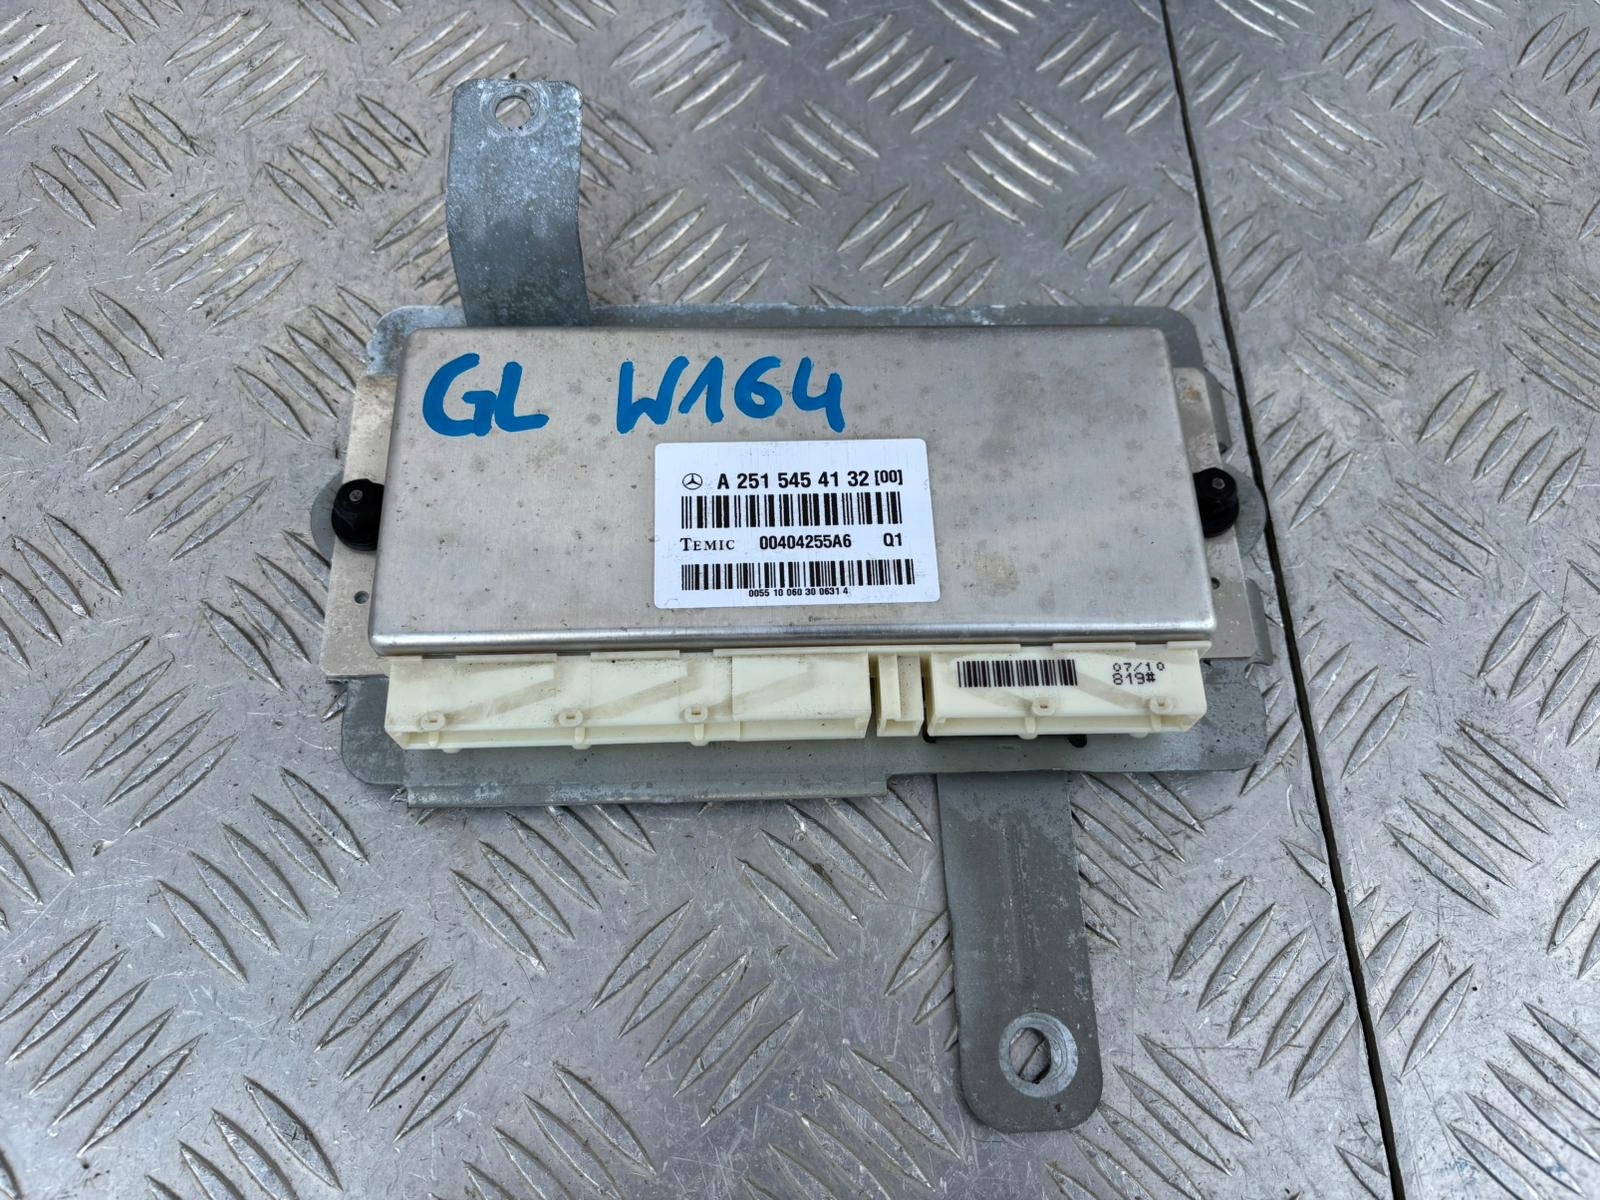 GL W164
A 251 545 41 32 [00]
TEMIC 00404255A6 Q1
0055 10 060 30 0631 4
07/10
819#